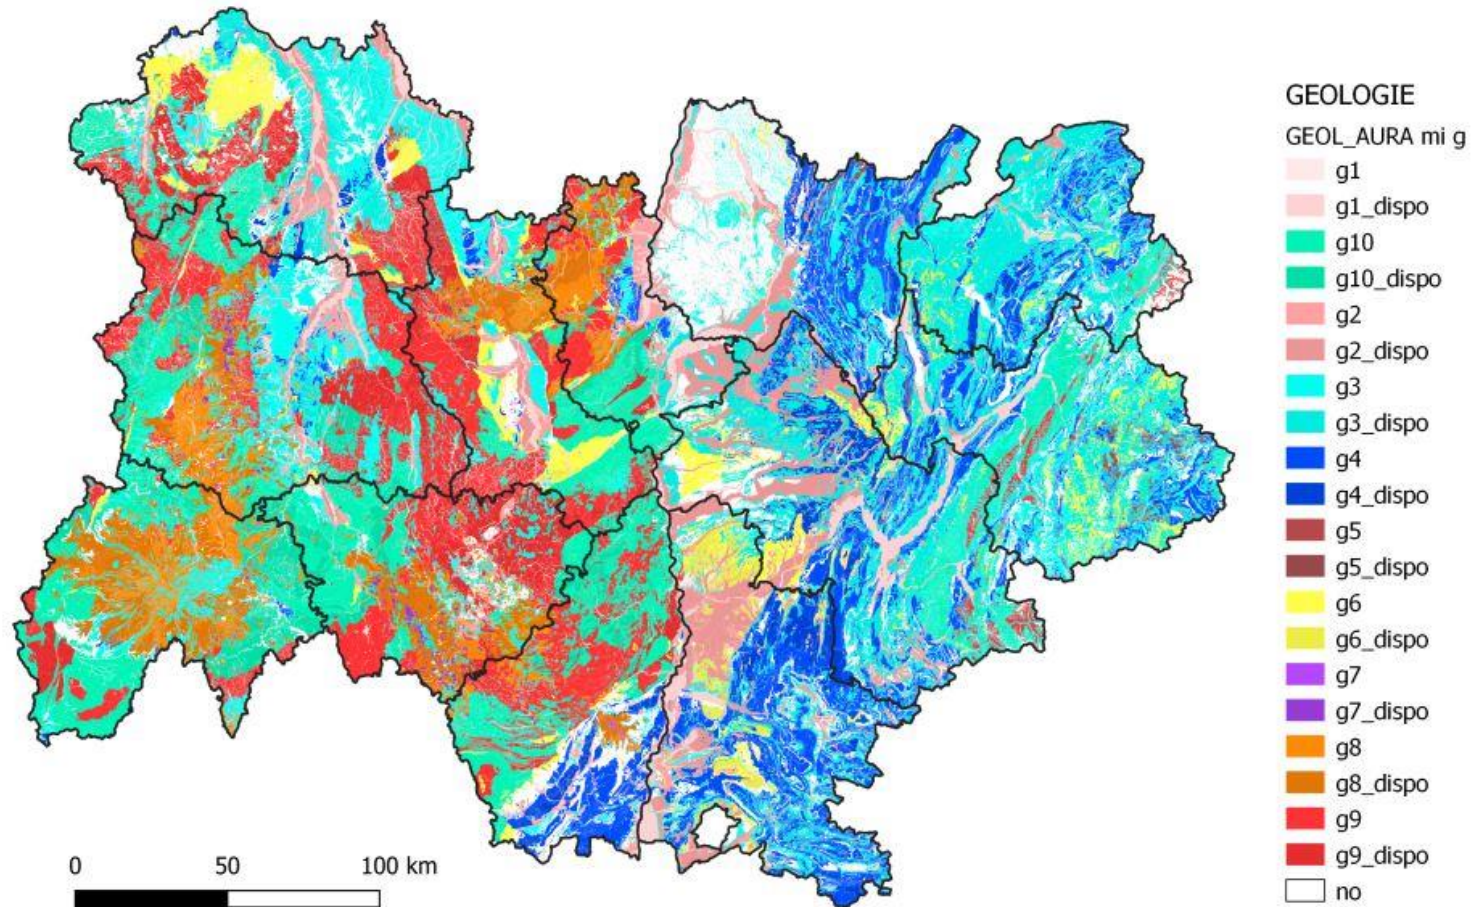 GEOLOGIE
GEOL_AURA mi g
g1
g1_dispo
g10
g10_dispo
g2
g2_dispo
g3
g3_dispo
g4
g4_dispo
g5
g5_dispo
g6
g6_dispo
g7
g7_dispo
g8
g8_dispo
g9
g9_dispo
no
0 50 100 km